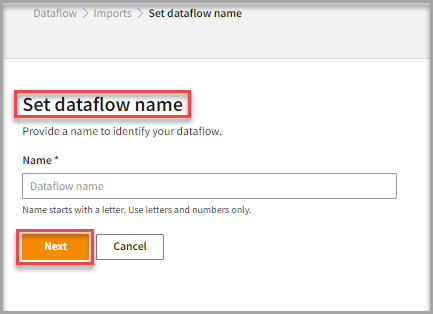 Dataflow > Imports > Set dataflow name
Set dataflow name
Provide a name to identify your dataflow.
Name *
Dataflow name
Name starts with a letter. Use letters and numbers only.
Next Cancel